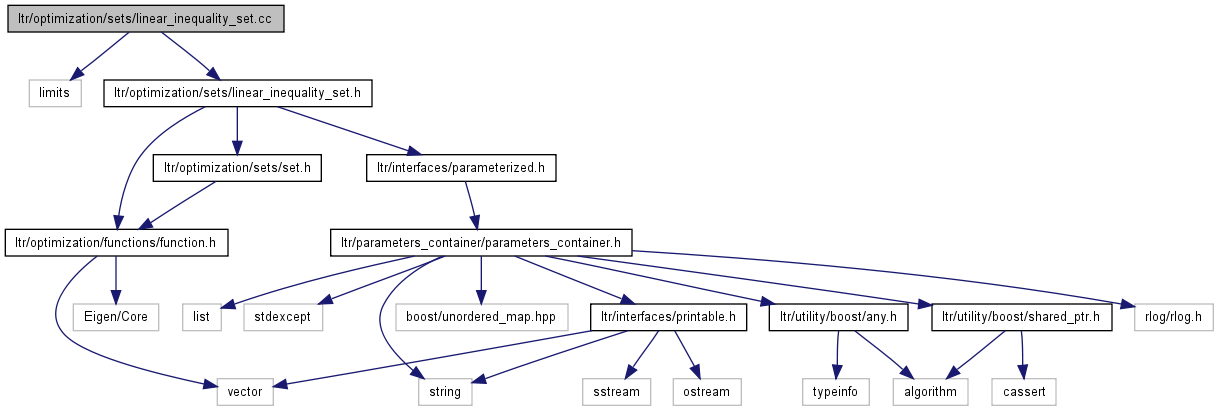 ltr/optimization/sets/linear_inequality_set.cc
limits
ltr/optimization/sets/linear_inequality_set.h
ltr/optimization/sets/set.h
ltr/interfaces/parameterized.h
ltr/optimization/functions/function.h
ltr/parameters_container/parameters_container.h
Eigen/Core
list
stdexcept
boost/unordered_map.hpp
ltr/interfaces/printable.h
ltr/utility/boost/any.h
ltr/utility/boost/shared_ptr.h
rlog/rlog.h
vector
string
sstream
ostream
typeinfo
algorithm
cassert